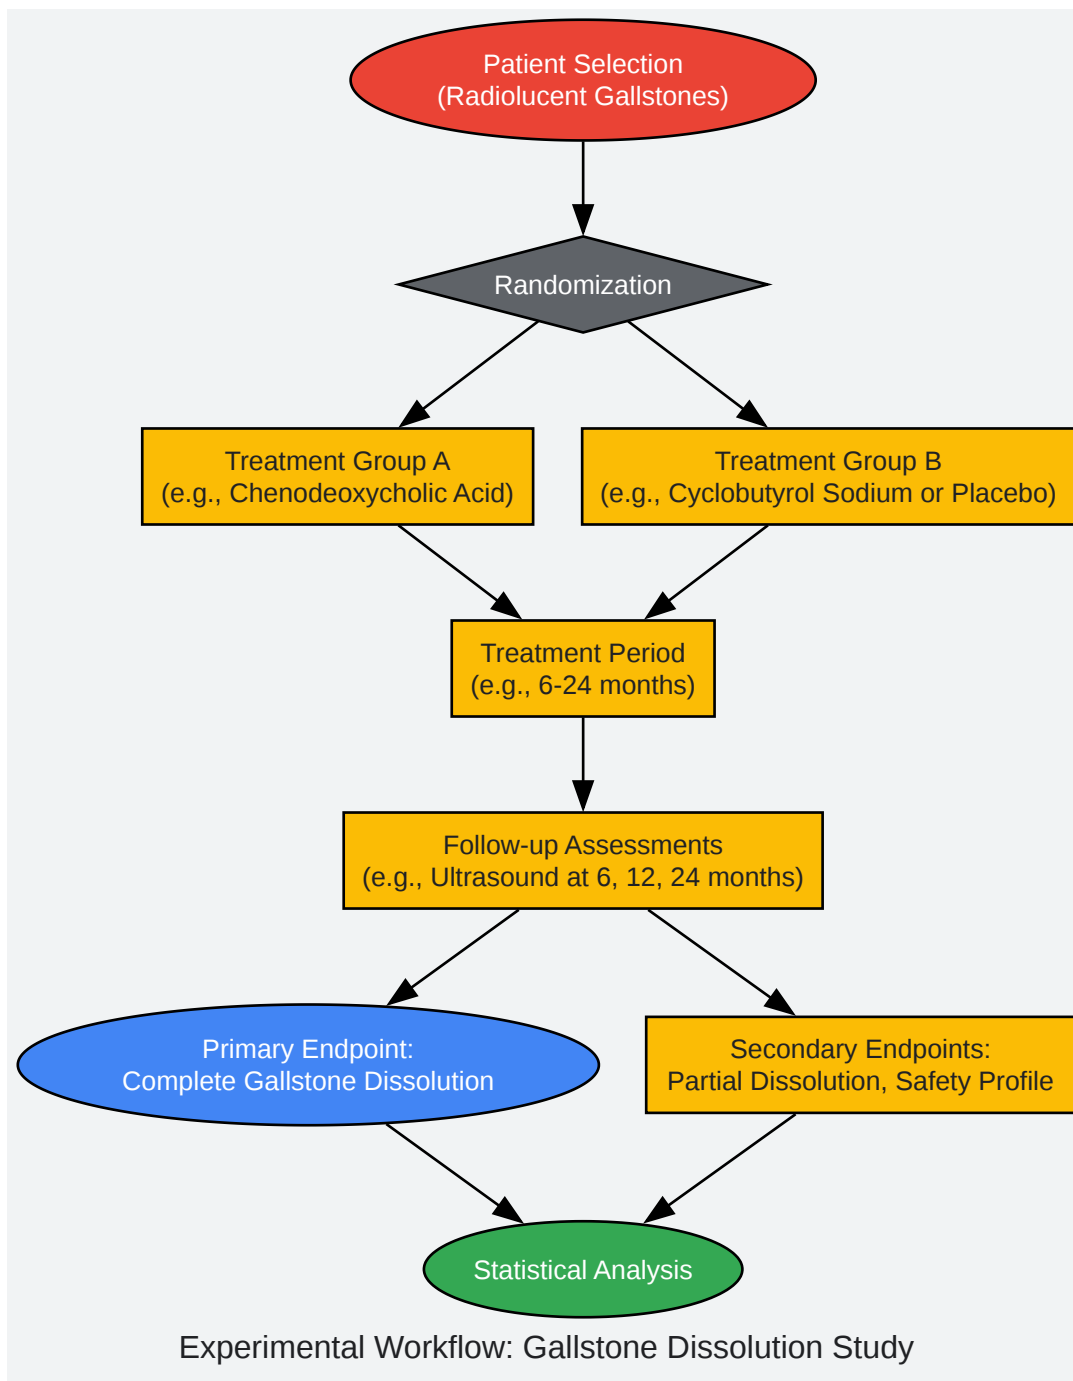 Patient Selection
(Radiolucent Gallstones)
Randomization
Treatment Group A
(e.g., Chenodeoxycholic Acid)
Treatment Group B
(e.g., Cyclobutyrol Sodium or Placebo)
Treatment Period
(e.g., 6-24 months)
Follow-up Assessments
(e.g., Ultrasound at 6, 12, 24 months)
Primary Endpoint:
Complete Gallstone Dissolution
Secondary Endpoints:
Partial Dissolution, Safety Profile
Statistical Analysis
Experimental Workflow: Gallstone Dissolution Study